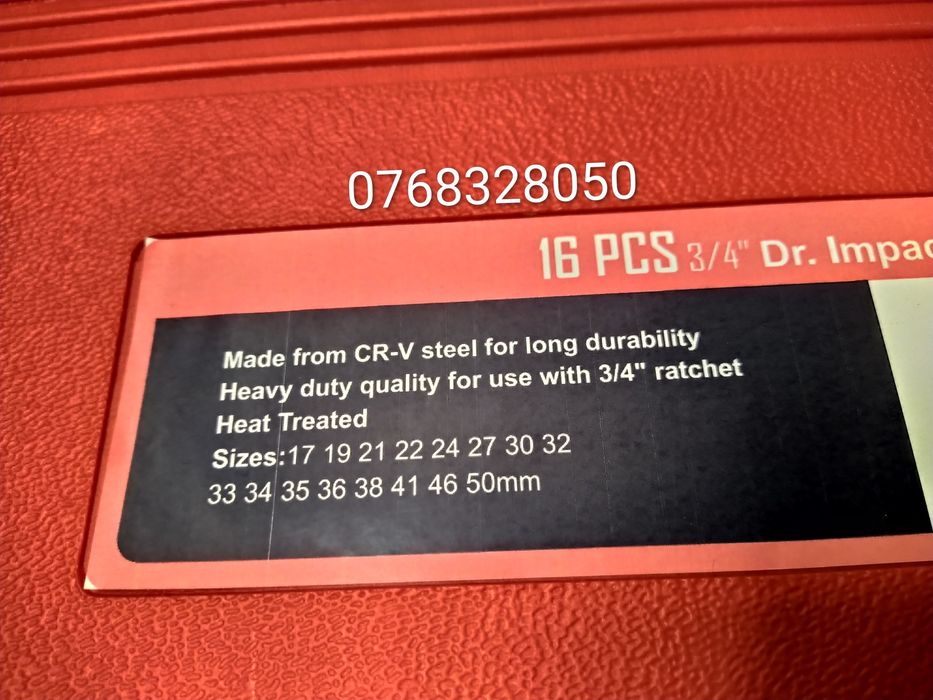 0768328050
16 PCS 3/4" Dr.
Made from CR-V steel for long durability
Heavy duty quality for use with 3/4" ratchet
Heat Treated
Sizes:17 19 21 22 24 27 30 32
33 34 35 36 38 41 46 50mm